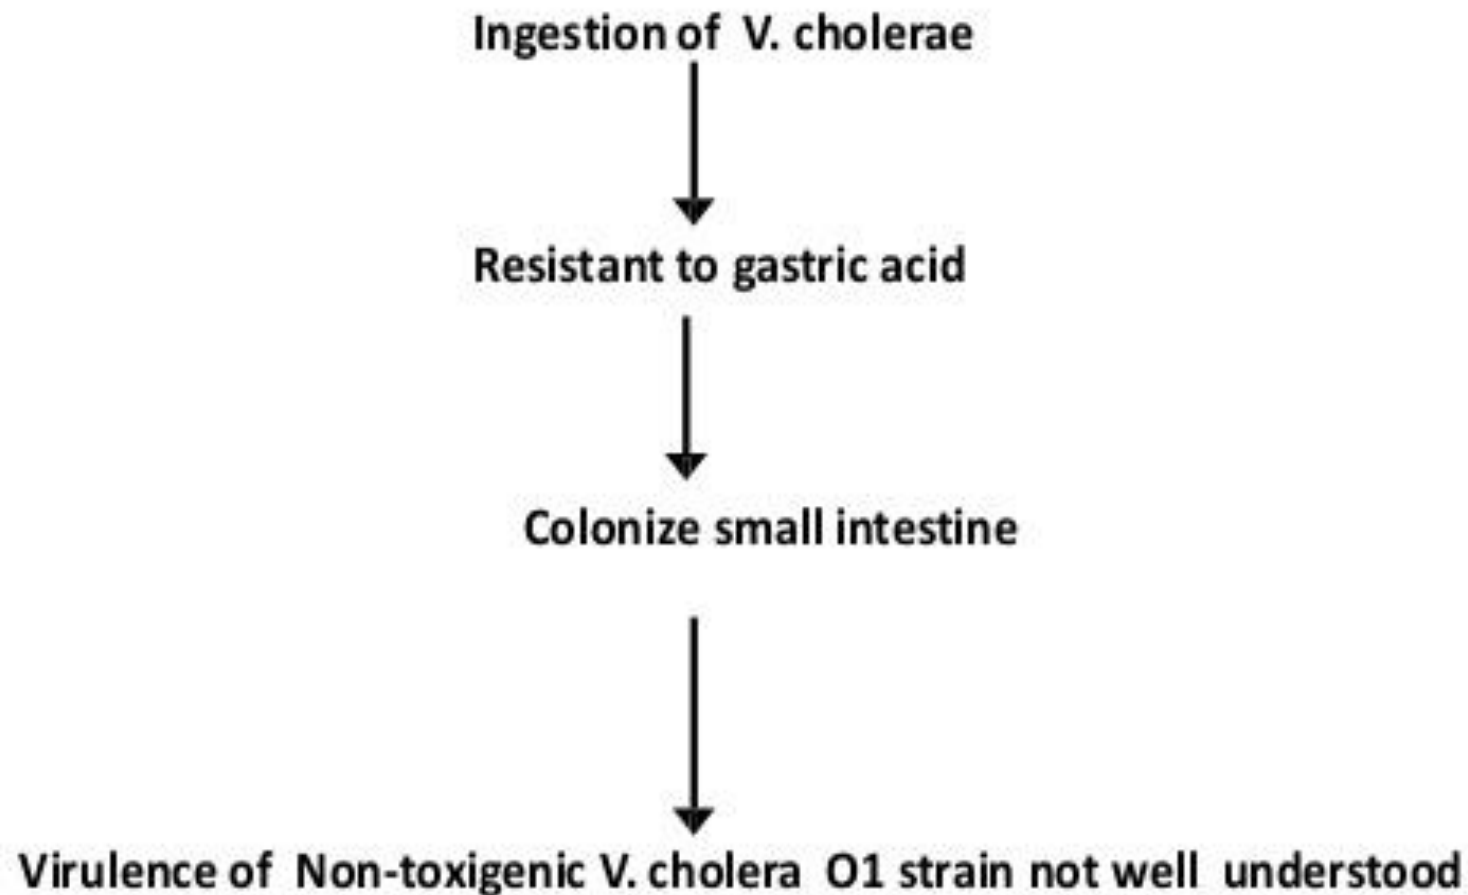 Ingestion of V. cholerae
Resistant to gastric acid
Colonize small intestine
Virulence of Non-toxigenic V. cholera O1 strain not well understood